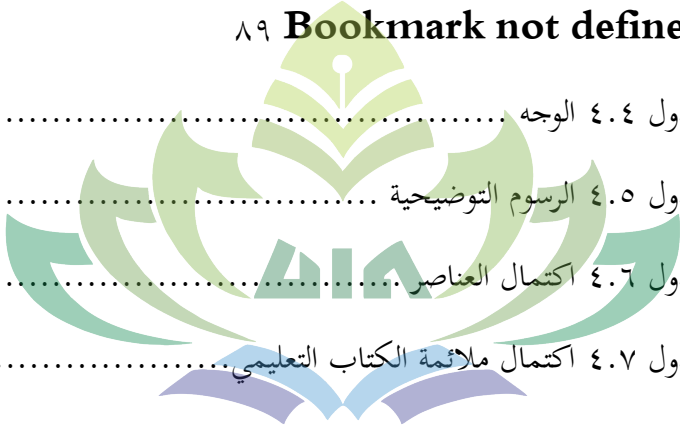 ٨٩ Bookmark not define
ول ٤.٤ الوجه ..............................................
ول ٤.٥ الرسوم التوضيحية ................................
ول ٤.٦ اكتمال العناصر ..................................
ول ٤.٧ اكتمال ملائمة الكتاب التعليمي.....................